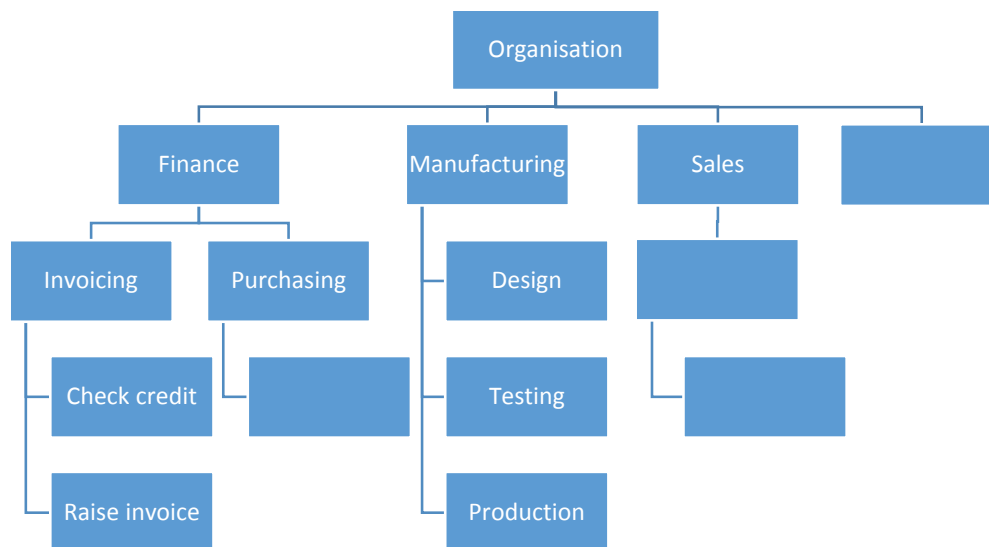 Organisation
Finance
Manufacturing
Sales
Invoicing
Purchasing
Design
Check credit
Testing
Raise invoice
Production